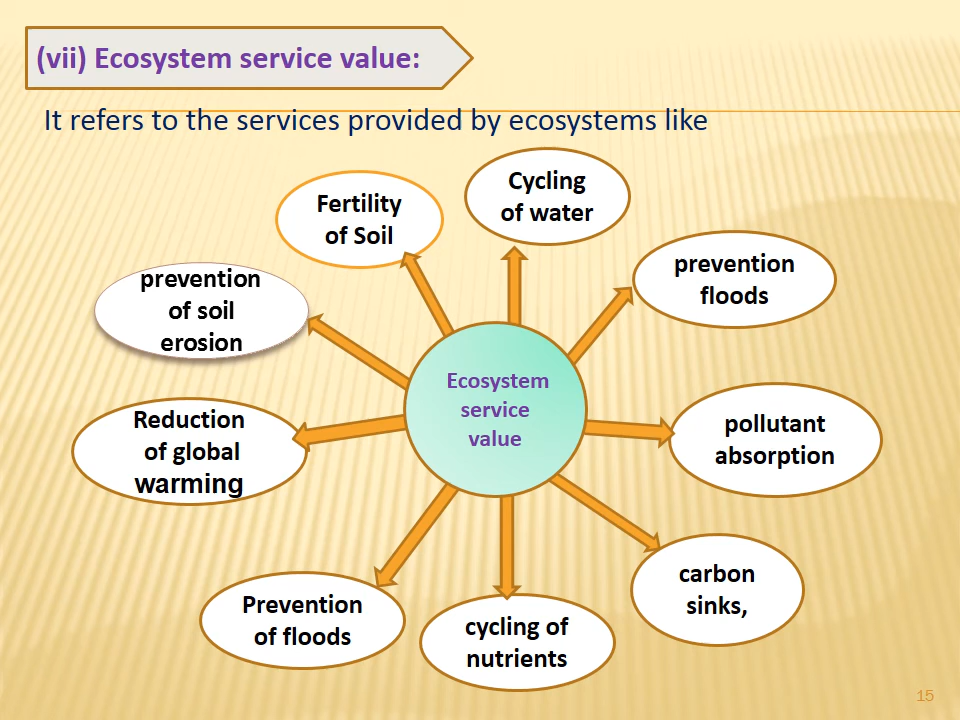 (vii) Ecosystem service value:
It refers to the services provided by ecosystems like
Cycling
of water
Fertility
of Soil
prevention
floods
prevention
of soil
erosion
Ecosystem
service
value
pollutant
absorption
Reduction
of global
warming
carbon
sinks,
Prevention
of floods
cycling of
nutrients
15